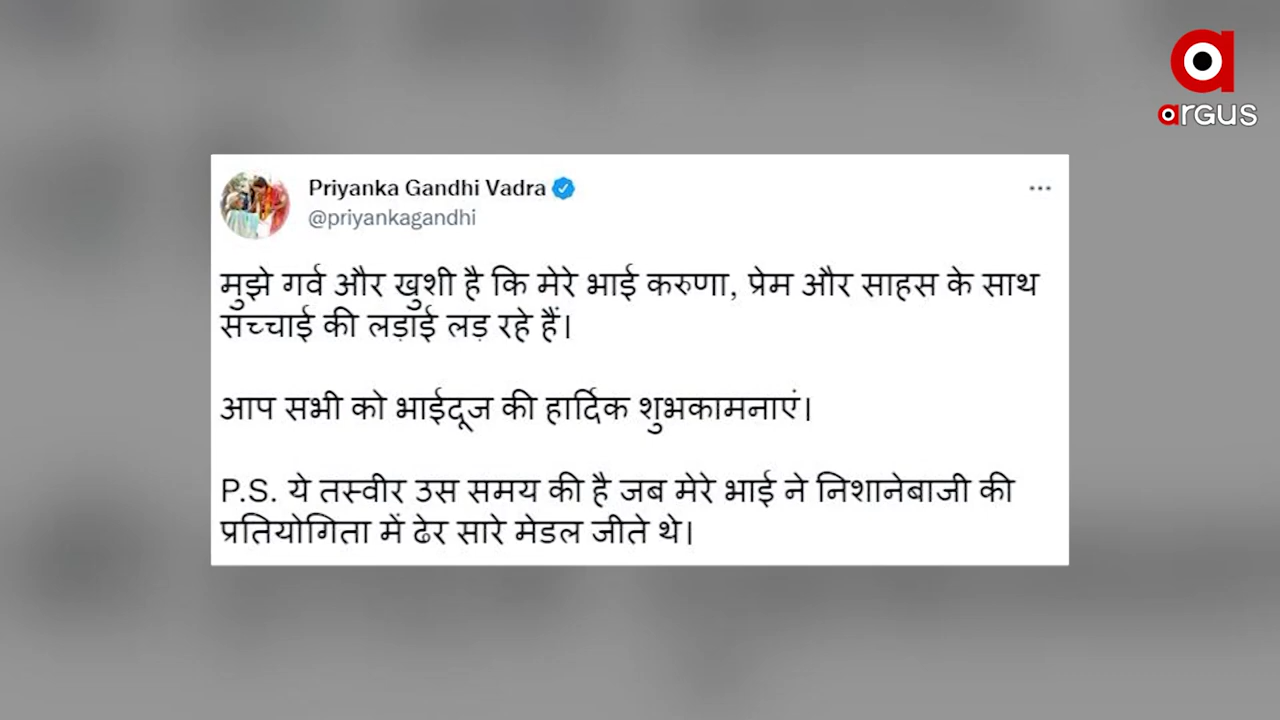 argus
Priyanka Gandhi Vadra
@priyankagandhi
मुझे गर्व और खुशी है कि मेरे भाई करुणा, प्रेम और साहस के साथ
सच्चाई की लड़ाई लड़ रहे हैं।
आप सभी को भाईदूज की हार्दिक शुभकामनाएं।
P.S. ये तस्वीर उस समय की है जब मेरे भाई ने निशानेबाजी की
प्रतियोगिता में ढेर सारे मेडल जीते थे।